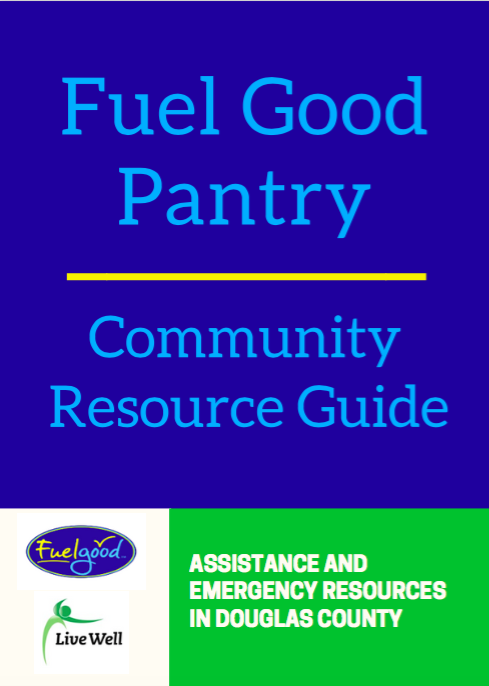 Fuel Good
Pantry
Community
Resource Guide
Fuelgood
Live Well
ASSISTANCE AND
EMERGENCY RESOURCES
IN DOUGLAS COUNTY